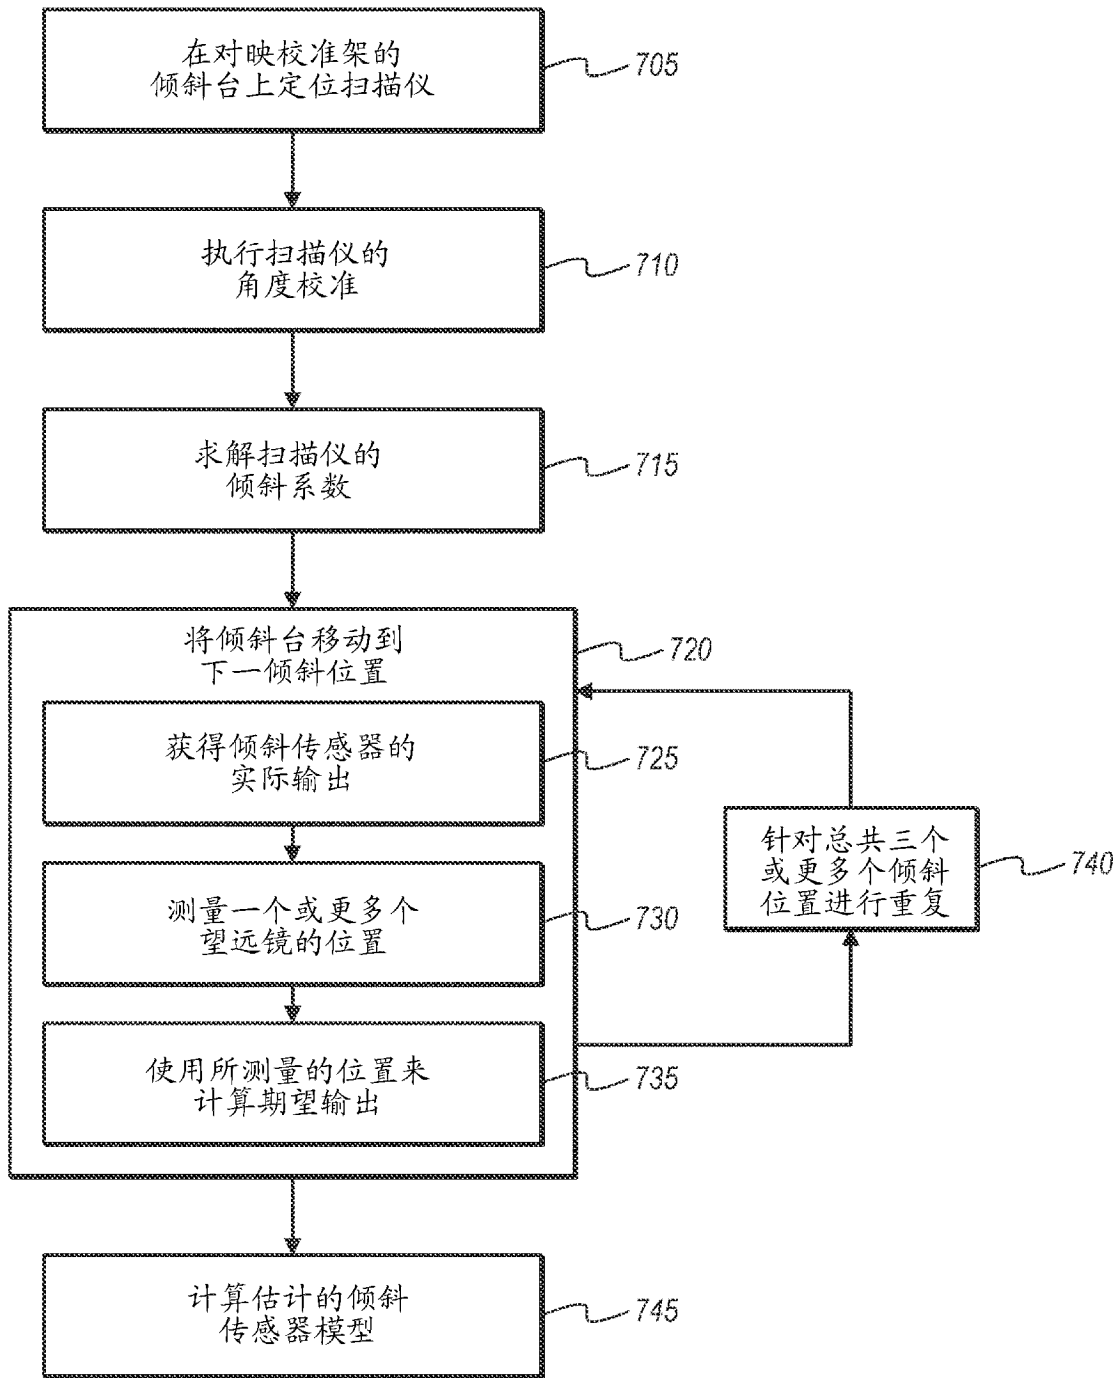 在对映校准架的
倾斜台上定位扫描仪
705
执行扫描仪的
角度校准
710
求解扫描仪的
倾斜系数
715
将倾斜台移动到
下一倾斜位置
720
获得倾斜传感器的
实际输出
725
测量一个或更多个
望远镜的位置
730
使用所测量的位置来
计算期望输出
735
针对总共三个
或更多个倾斜
位置进行重复
740
计算估计的倾斜
传感器模型
745